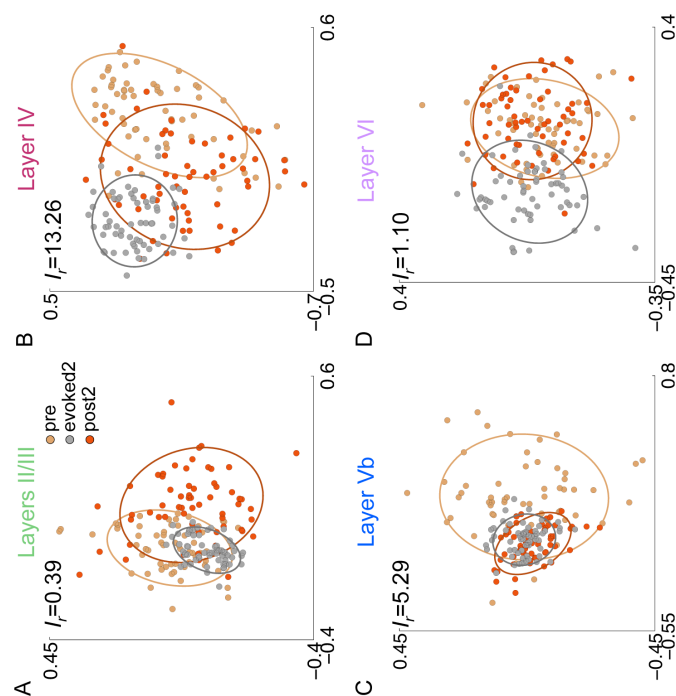 A
Layers II/III
I_r=0.39
0.45
pre
evoked2
post2
−0.4
−0.4
0.6
B
Layer IV
I_r=13.26
0.5
−0.7
−0.5
0.6
C
Layer Vb
I_r=5.29
0.45
−0.45
−0.55
0.8
D
Layer VI
I_r=1.10
0.4
−0.35
−0.45
0.4